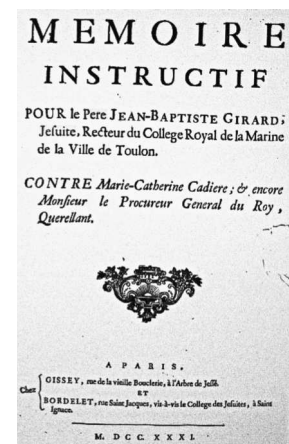 MEMOIRE
INSTRUCTIF
POUR le Pere JEAN-BAPTISTE GIRARD;
Jeſuite, Recteur du College Royal de la Marine
de la Ville de Toulon.
CONTRE Marie-Catherine Cadiere; & encore
Monſieur le Procureur General du Roy,
Querellant.
A PARIS,
Chez
GISSEY, rue de la vieille Bouclerie, à l'Arbre de Jeſſé.
ET
BORDELET, rue Saint Jacques, vis-à-vis le College des Jeſuites, à Saint
Ignace.
M. DCC. XXXI.